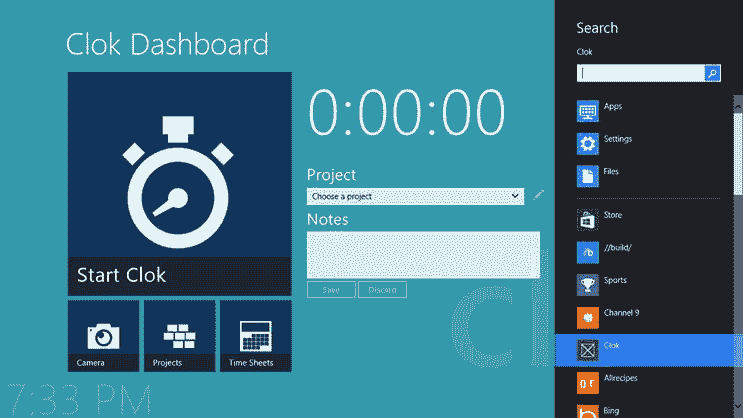 Clok Dashboard
0:00:00
Project
Choose a project
Notes
Save
Discard
Start Clok
Camera
Projects
Time Sheets
Cl
7:33 PM
Search
Clok
Apps
Settings
Files
Store
//build/
Sports
Channel 9
Clok
Allrecipes
Bing